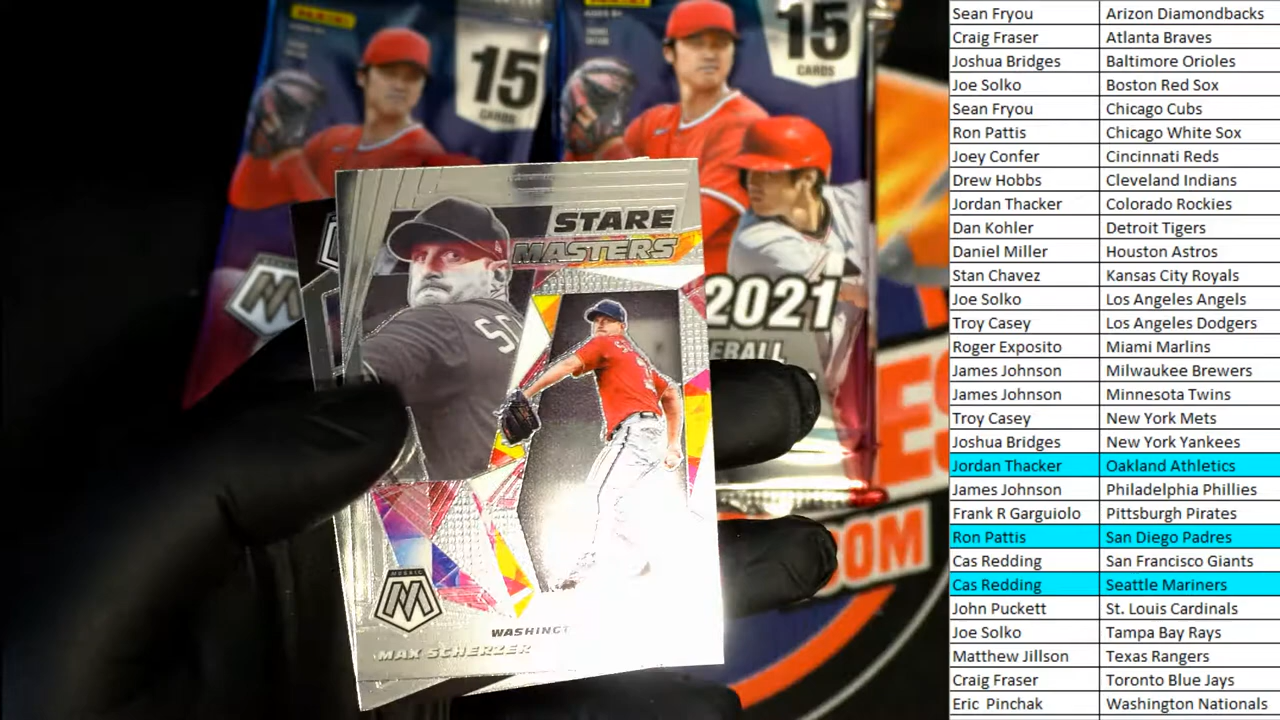 PANINI
15
CARDS
15
CARDS
STARE
MASTERS
2021
MOSAIC
M
WASHINGT
MAX SCHERZER
ES
COM
Sean Fryou Arizon Diamondbacks
Craig Fraser Atlanta Braves
Joshua Bridges Baltimore Orioles
Joe Solko Boston Red Sox
Sean Fryou Chicago Cubs
Ron Pattis Chicago White Sox
Joey Confer Cincinnati Reds
Drew Hobbs Cleveland Indians
Jordan Thacker Colorado Rockies
Dan Kohler Detroit Tigers
Daniel Miller Houston Astros
Stan Chavez Kansas City Royals
Joe Solko Los Angeles Angels
Troy Casey Los Angeles Dodgers
Roger Exposito Miami Marlins
James Johnson Milwaukee Brewers
James Johnson Minnesota Twins
Troy Casey New York Mets
Joshua Bridges New York Yankees
Jordan Thacker Oakland Athletics
James Johnson Philadelphia Phillies
Frank R Garguiolo Pittsburgh Pirates
Ron Pattis San Diego Padres
Cas Redding San Francisco Giants
Cas Redding Seattle Mariners
John Puckett St. Louis Cardinals
Joe Solko Tampa Bay Rays
Matthew Jillson Texas Rangers
Craig Fraser Toronto Blue Jays
Eric Pinchak Washington Nationals